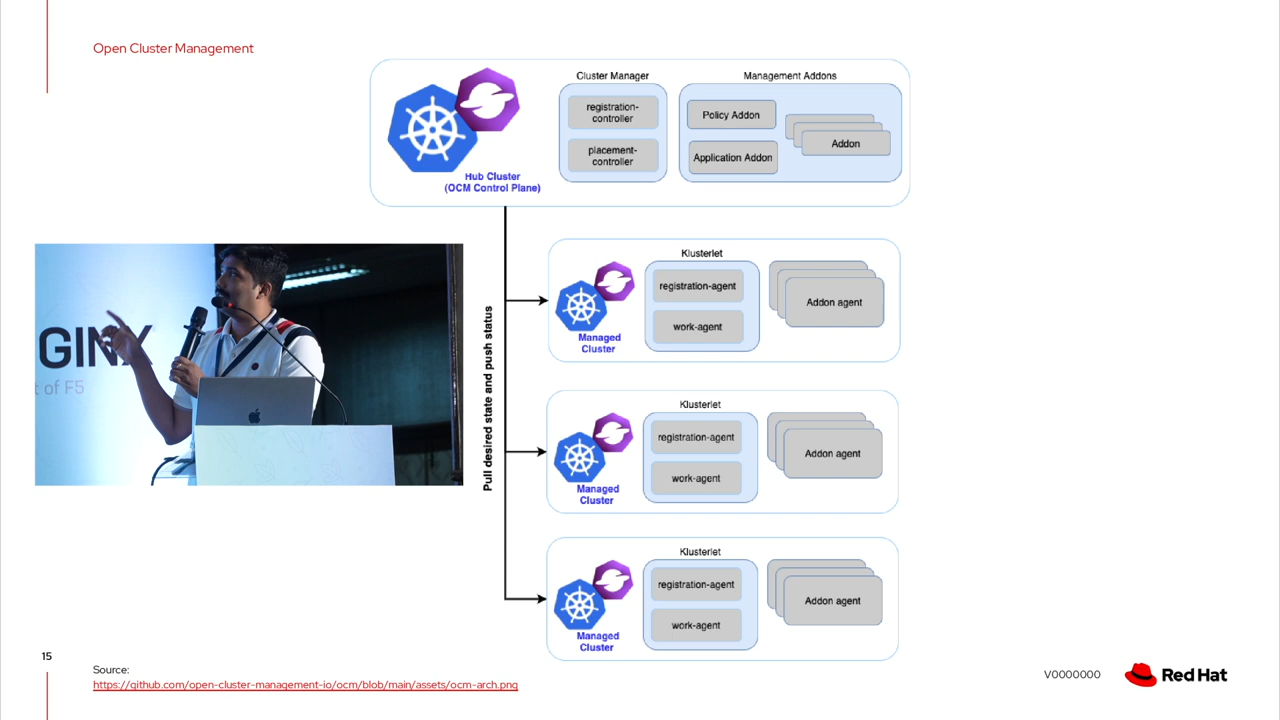 Open Cluster Management
Cluster Manager
registration-
controller
placement-
controller
Management Addons
Policy Addon
Application Addon
Addon
Hub Cluster
(OCM Control Plane)
Pull desired state and push status
Klusterlet
registration-agent
work-agent
Addon agent
Managed
Cluster
Klusterlet
registration-agent
work-agent
Addon agent
Managed
Cluster
Klusterlet
registration-agent
work-agent
Addon agent
Managed
Cluster
GINX
t of F5
15
Source:
https://github.com/open-cluster-management-io/ocm/blob/main/assets/ocm-arch.png
V0000000
Red Hat